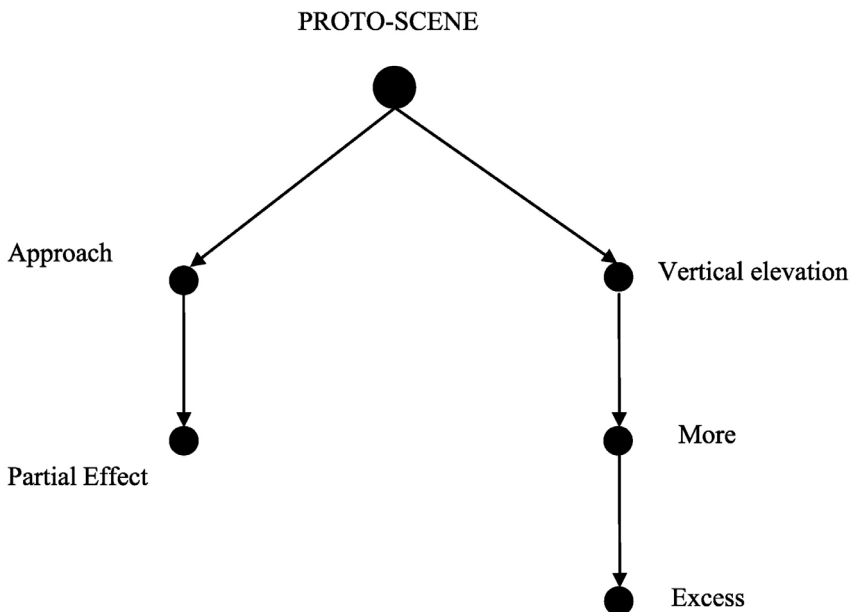 PROTO-SCENE
Approach
Vertical elevation
More
Partial Effect
Excess